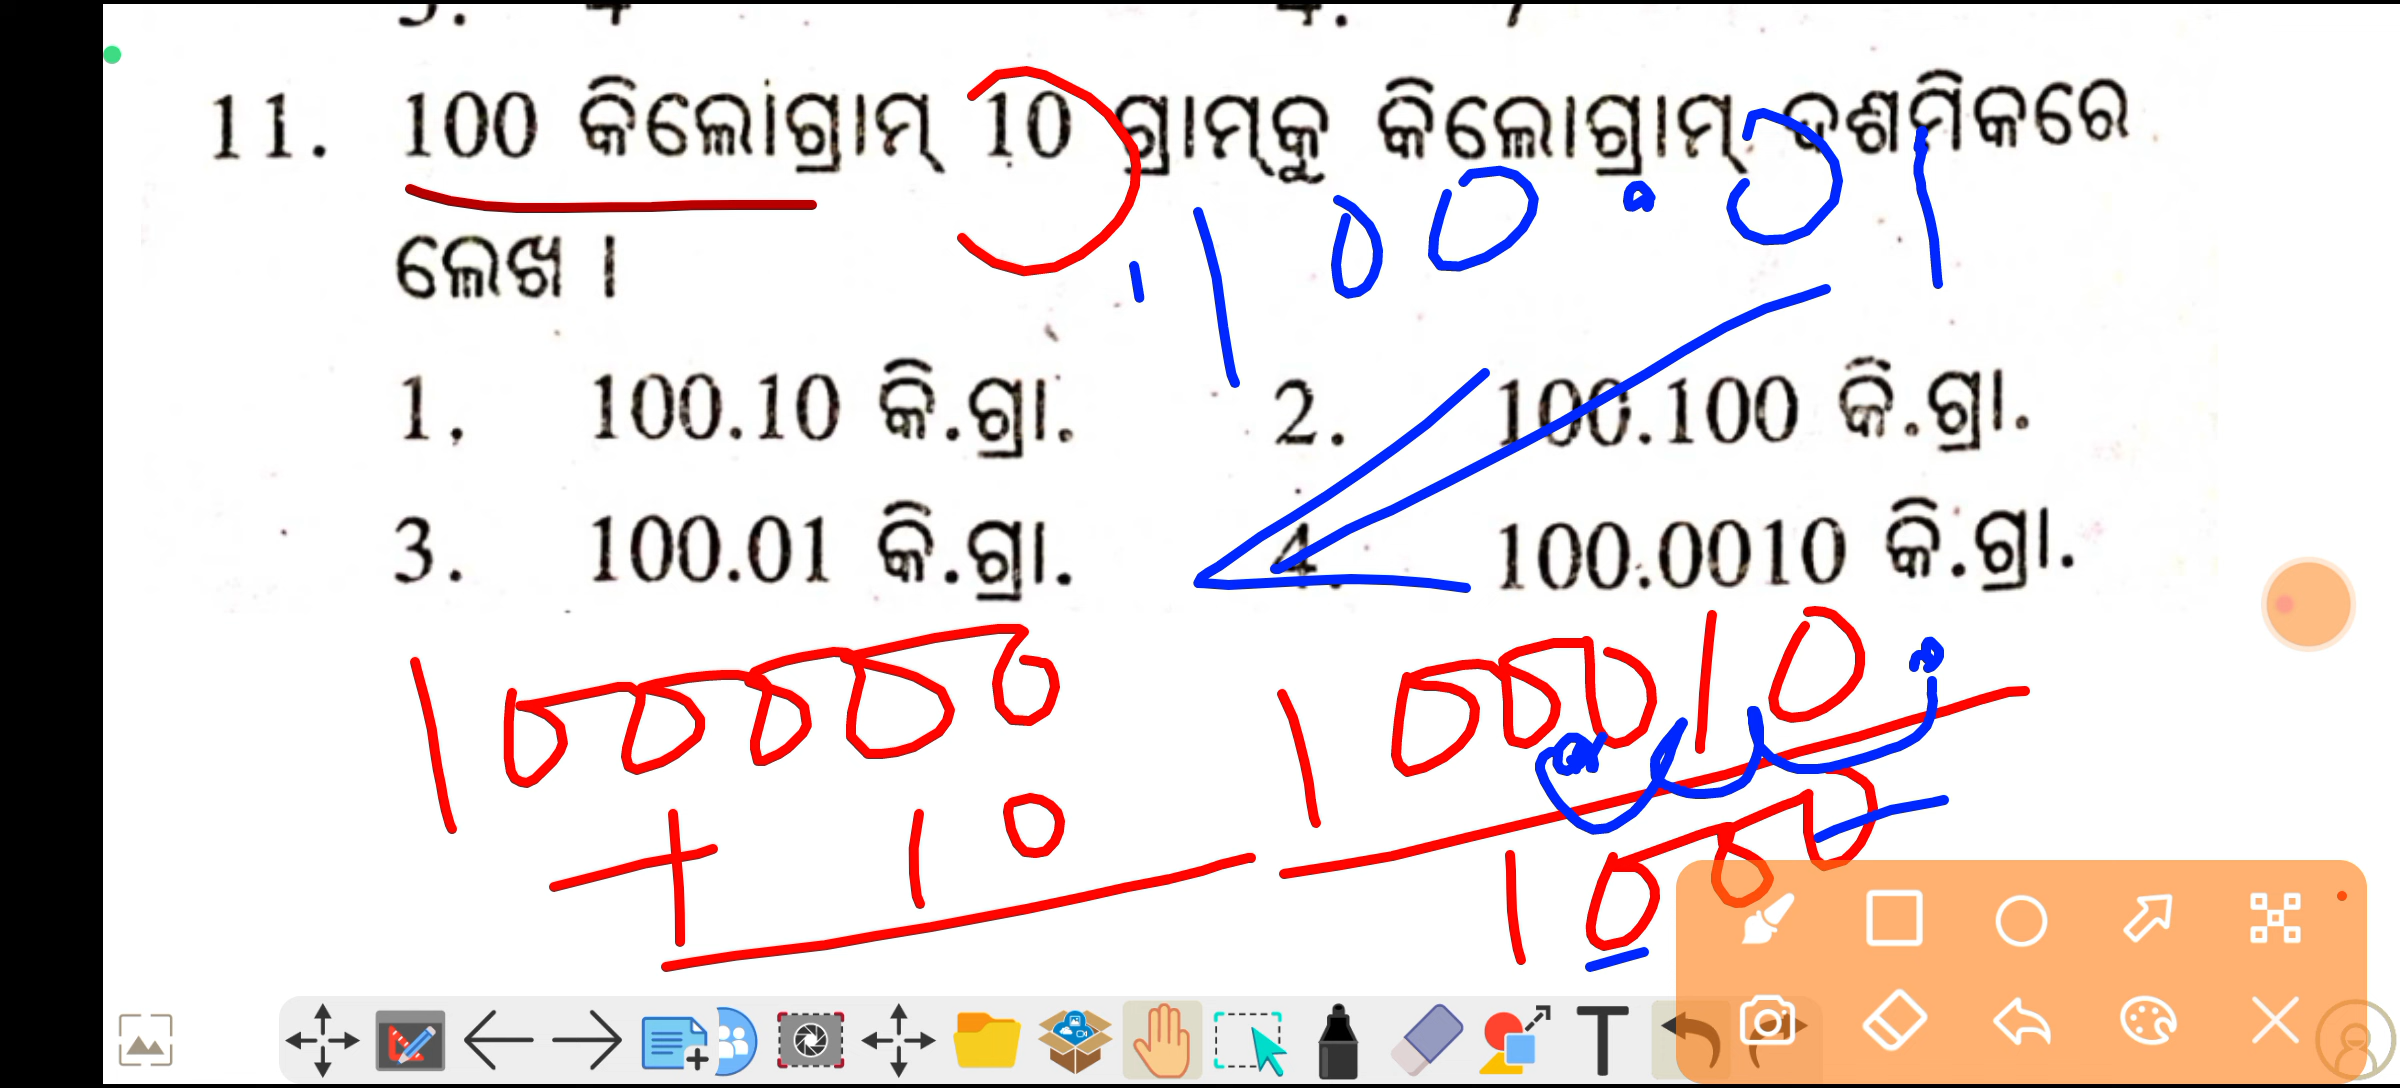 11. 100 କିଲୋଗ୍ରାମ୍ 10 ଗ୍ରାମ୍‌କୁ କିଲୋଗ୍ରାମ୍ ଦଶମିକରେ
ଲେଖ ।
100.01
1. 100.10 କି.ଗ୍ରା. 2. 100.100 କି.ଗ୍ରା.
3. 100.01 କି.ଗ୍ରା. 4. 100.0010 କି.ଗ୍ରା.
100000 100010
+ 10 1000
T